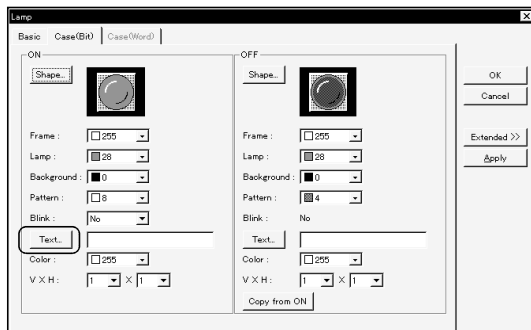 Lamp
Basic Case(Bit) Case(Word)
ON
Shape...
Frame : 255
Lamp : 28
Background : 0
Pattern : 8
Blink : No
Text...
Color : 255
V X H : 1 X 1
OFF
Shape...
Frame : 255
Lamp : 28
Background : 0
Pattern : 4
Blink : No
Text...
Color : 255
V X H : 1 X 1
Copy from ON
OK
Cancel
Extended >>
Apply